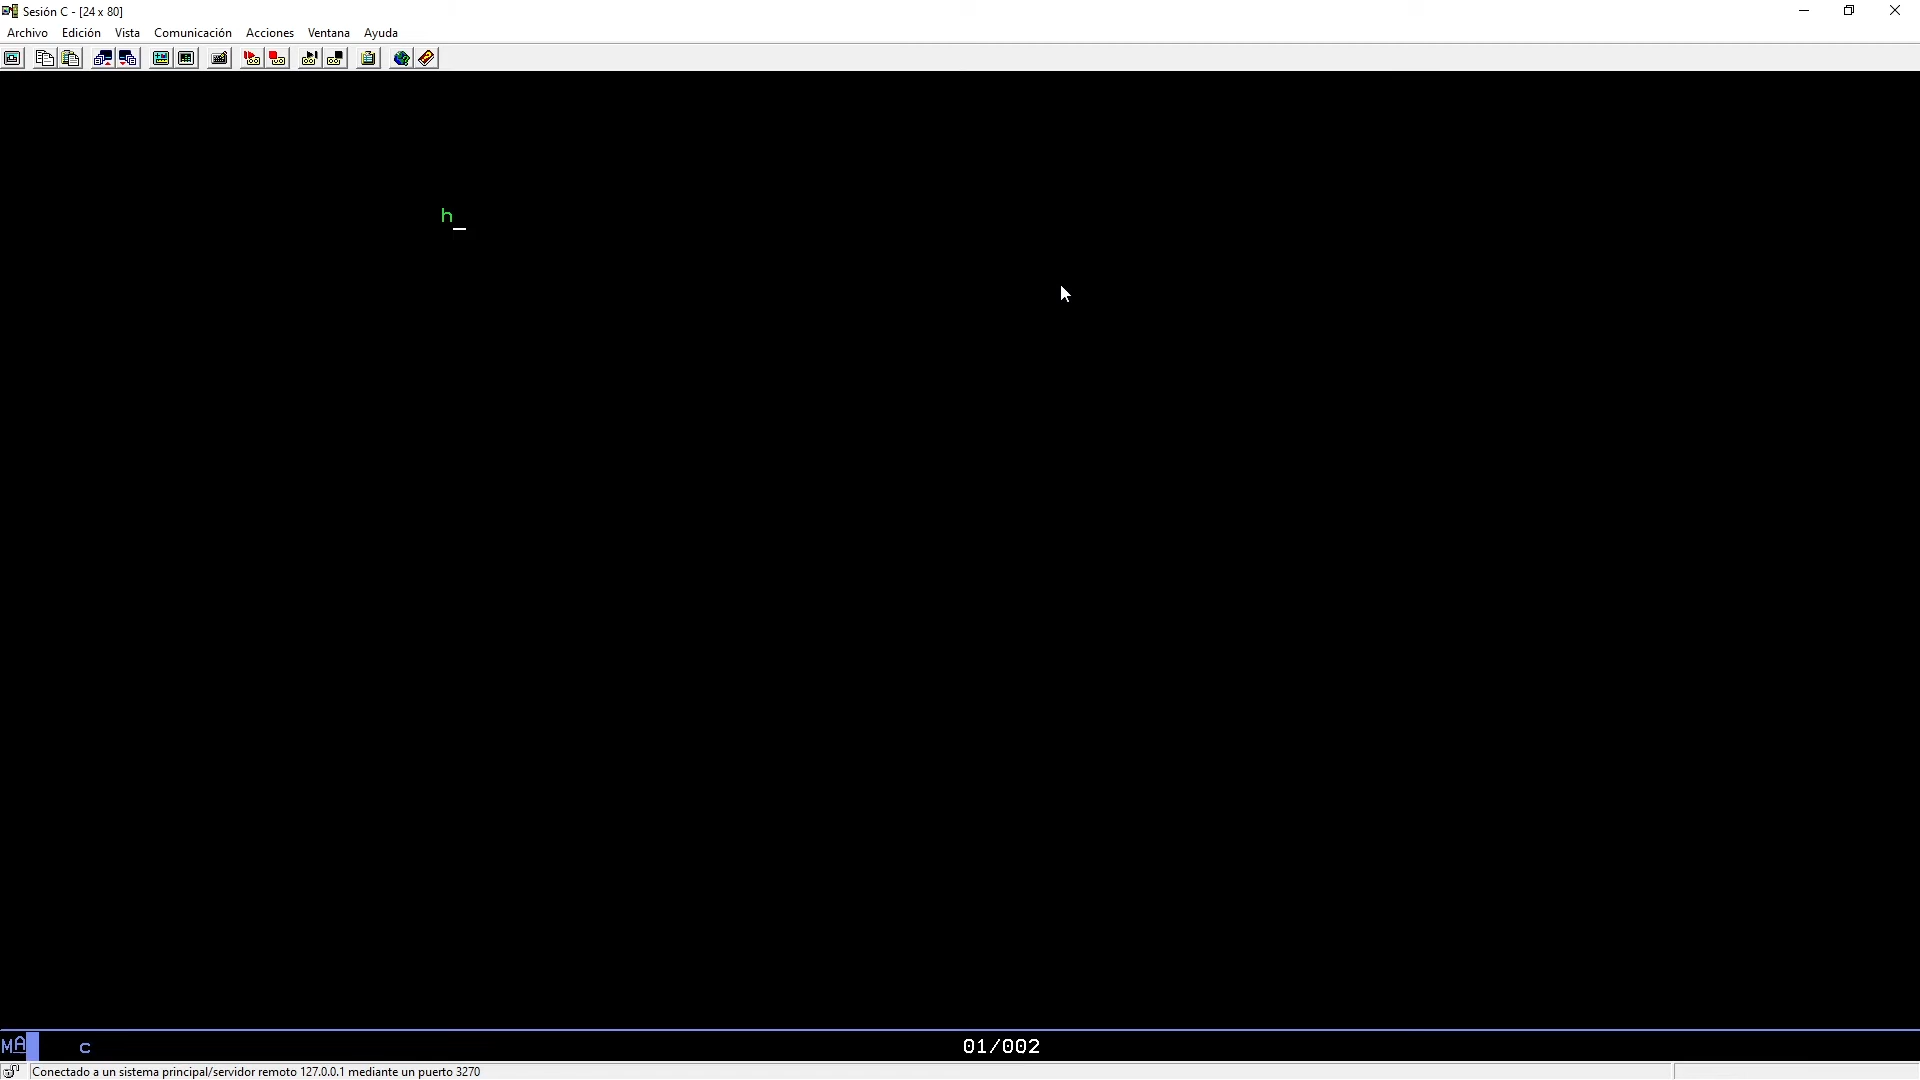 Sesión C - [24 x 80]
Archivo Edición Vista Comunicación Acciones Ventana Ayuda
h_
MA c 01/002
Conectado a un sistema principal/servidor remoto 127.0.0.1 mediante un puerto 3270